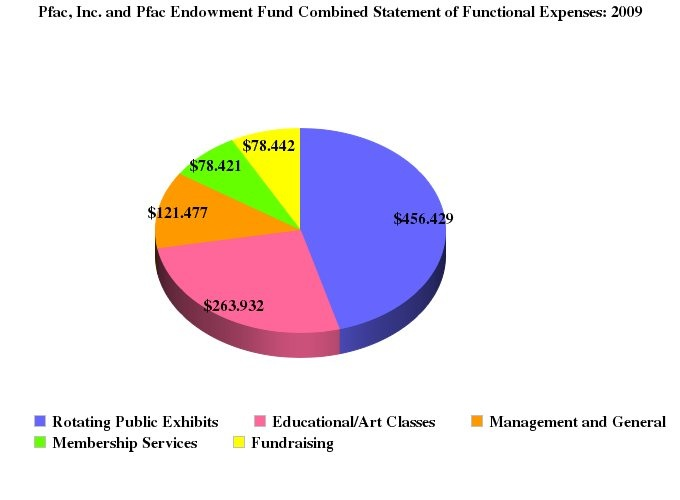 Pfac, Inc. and Pfac Endowment Fund Combined Statement of Functional Expenses: 2009
$78.442
$78.421
$121.477
$456.429
$263.932
Rotating Public Exhibits Educational/Art Classes Management and General
Membership Services Fundraising